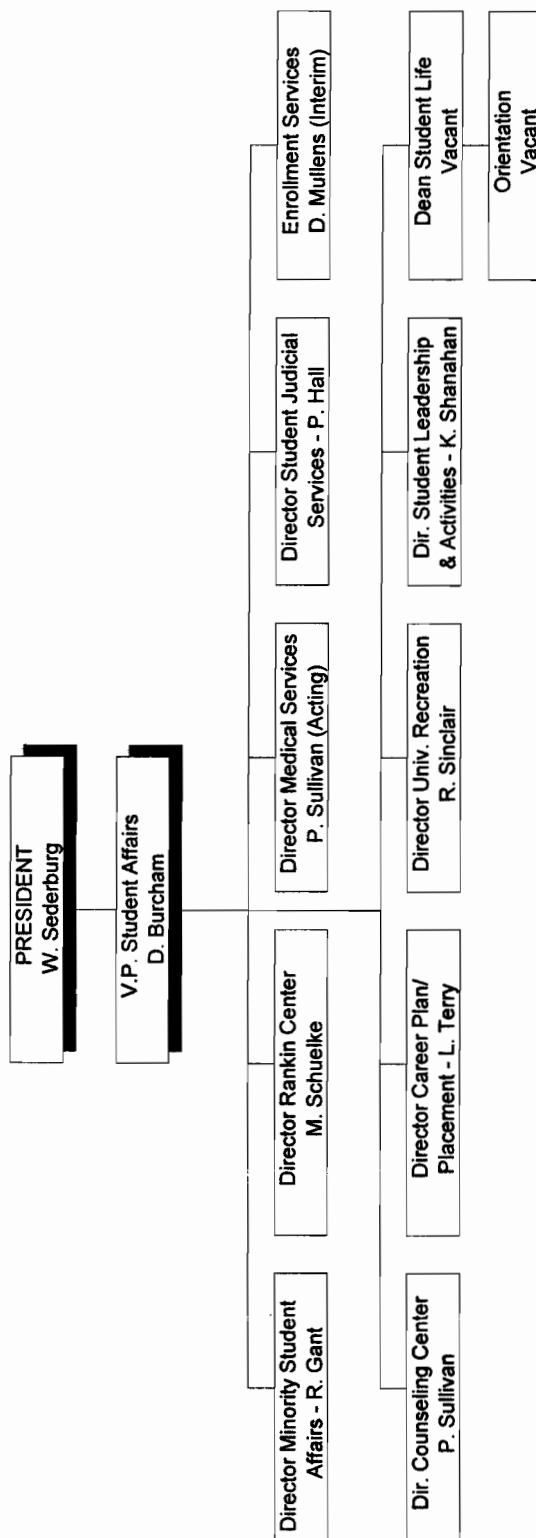 PRESIDENT
W. Sederburg
V.P. Student Affairs
D. Burcham
Director Minority Student
Affairs - R. Gant
Director Rankin Center
M. Schuelke
Director Medical Services
P. Sullivan (Acting)
Director Student Judicial
Services - P. Hall
Enrollment Services
D. Mullens (Interim)
Dir. Counseling Center
P. Sullivan
Director Career Plan/
Placement - L. Terry
Director Univ. Recreation
R. Sinclair
Dir. Student Leadership
& Activities - K. Shanahan
Dean Student Life
Vacant
Orientation
Vacant